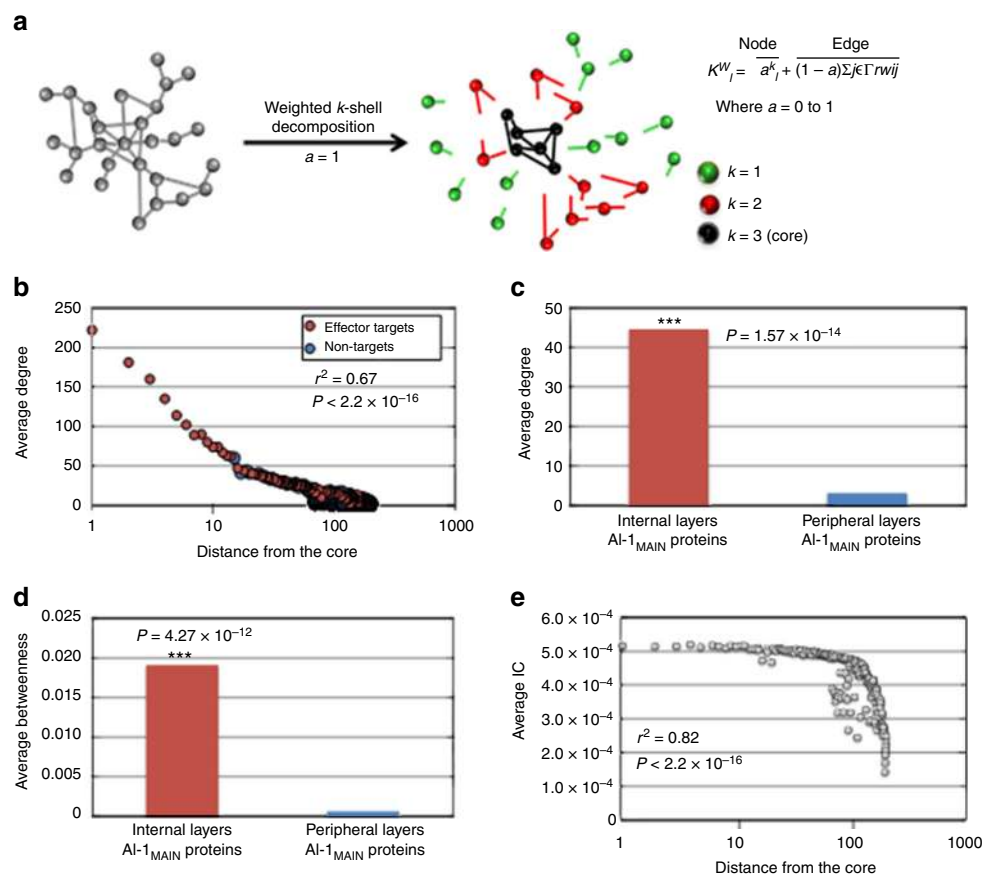 a
Weighted k-shell
decomposition
a = 1
Node Edge
K^W_I = a^k_I + (1 – a)ΣjϵΓrwij
Where a = 0 to 1
k = 1
k = 2
k = 3 (core)
b
250
200
150
100
50
0
Average degree
Effector targets
Non-targets
r² = 0.67
P < 2.2 × 10⁻¹⁶
1 10 100 1000
Distance from the core
c
50
40
30
20
10
0
Average degree
***
P = 1.57 × 10⁻¹⁴
Internal layers Peripheral layers
AI-1MAIN proteins AI-1MAIN proteins
d
0.025
0.020
0.015
0.010
0.005
0
Average betweenness
P = 4.27 × 10⁻¹²
***
Internal layers Peripheral layers
AI-1MAIN proteins AI-1MAIN proteins
e
6.0 × 10⁻⁴
5.0 × 10⁻⁴
4.0 × 10⁻⁴
3.0 × 10⁻⁴
2.0 × 10⁻⁴
1.0 × 10⁻⁴
0
Average IC
r² = 0.82
P < 2.2 × 10⁻¹⁶
1 10 100 1000
Distance from the core